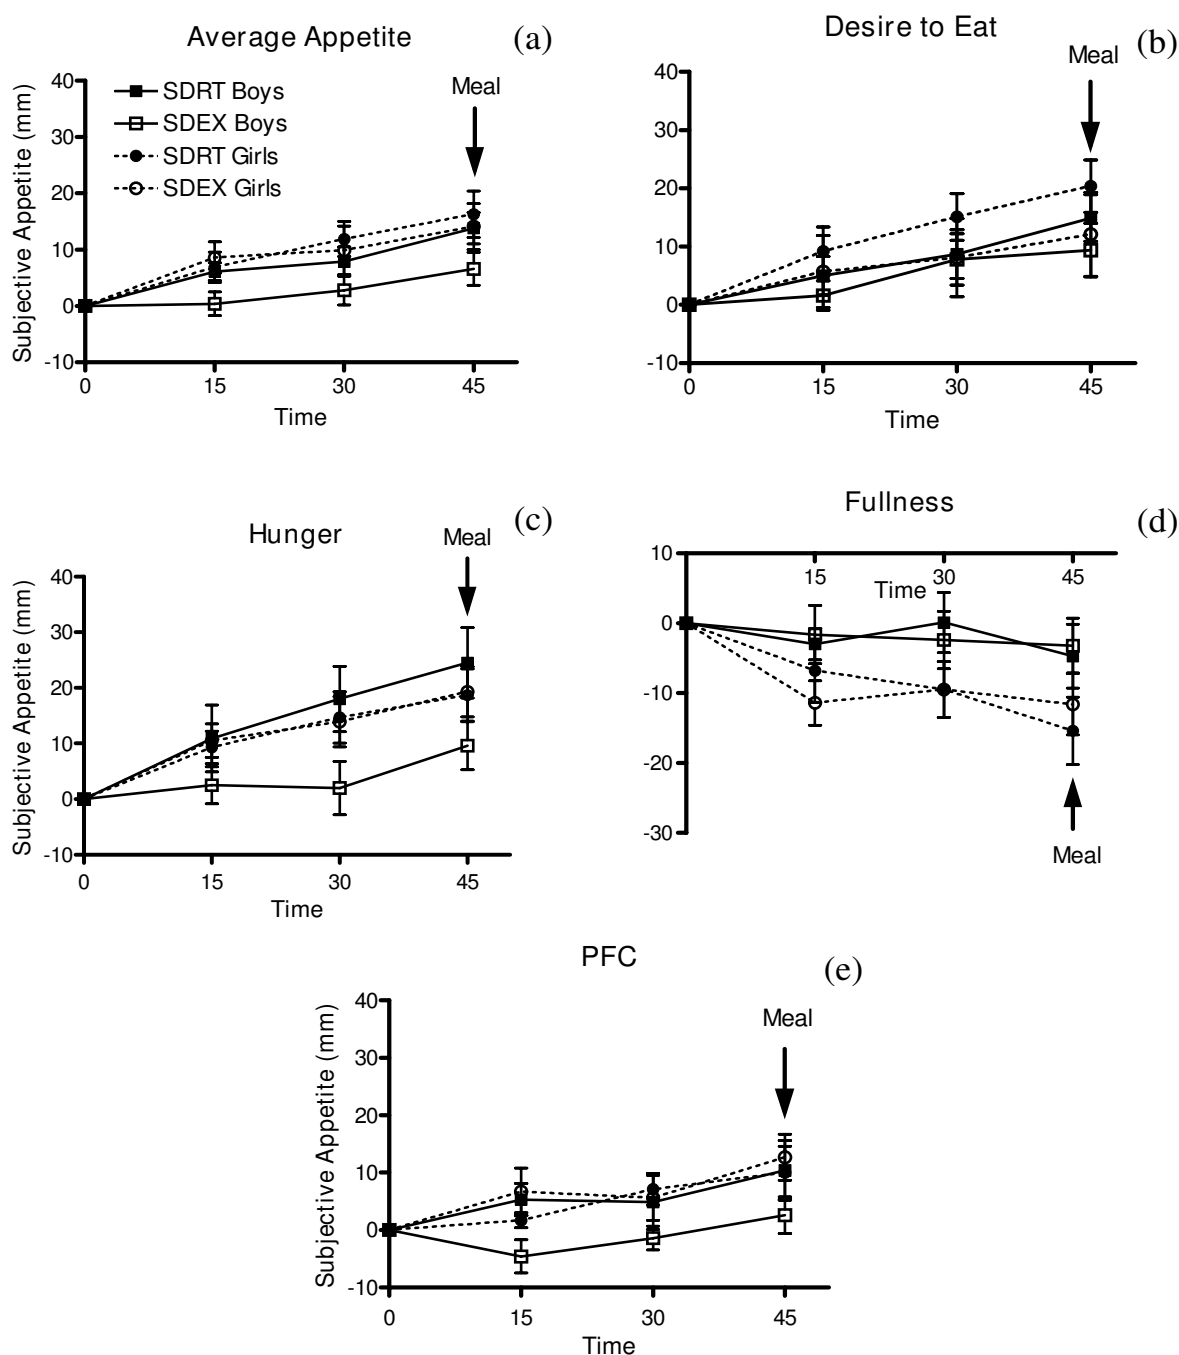 Average Appetite
(a)
Subjective Appetite (mm)
40
30
20
10
0
-10
SDRT Boys
SDEX Boys
SDRT Girls
SDEX Girls
Meal
0 15 30 45
Time
Desire to Eat
(b)
Meal
40
30
20
10
0
-10
0 15 30 45
Time
Hunger
(c)
Meal
Subjective Appetite (mm)
40
30
20
10
0
-10
0 15 30 45
Time
Fullness
(d)
10
0
-10
-20
-30
15 30 45
Time
Meal
PFC
(e)
Meal
Subjective Appetite (mm)
40
30
20
10
0
-10
0 15 30 45
Time